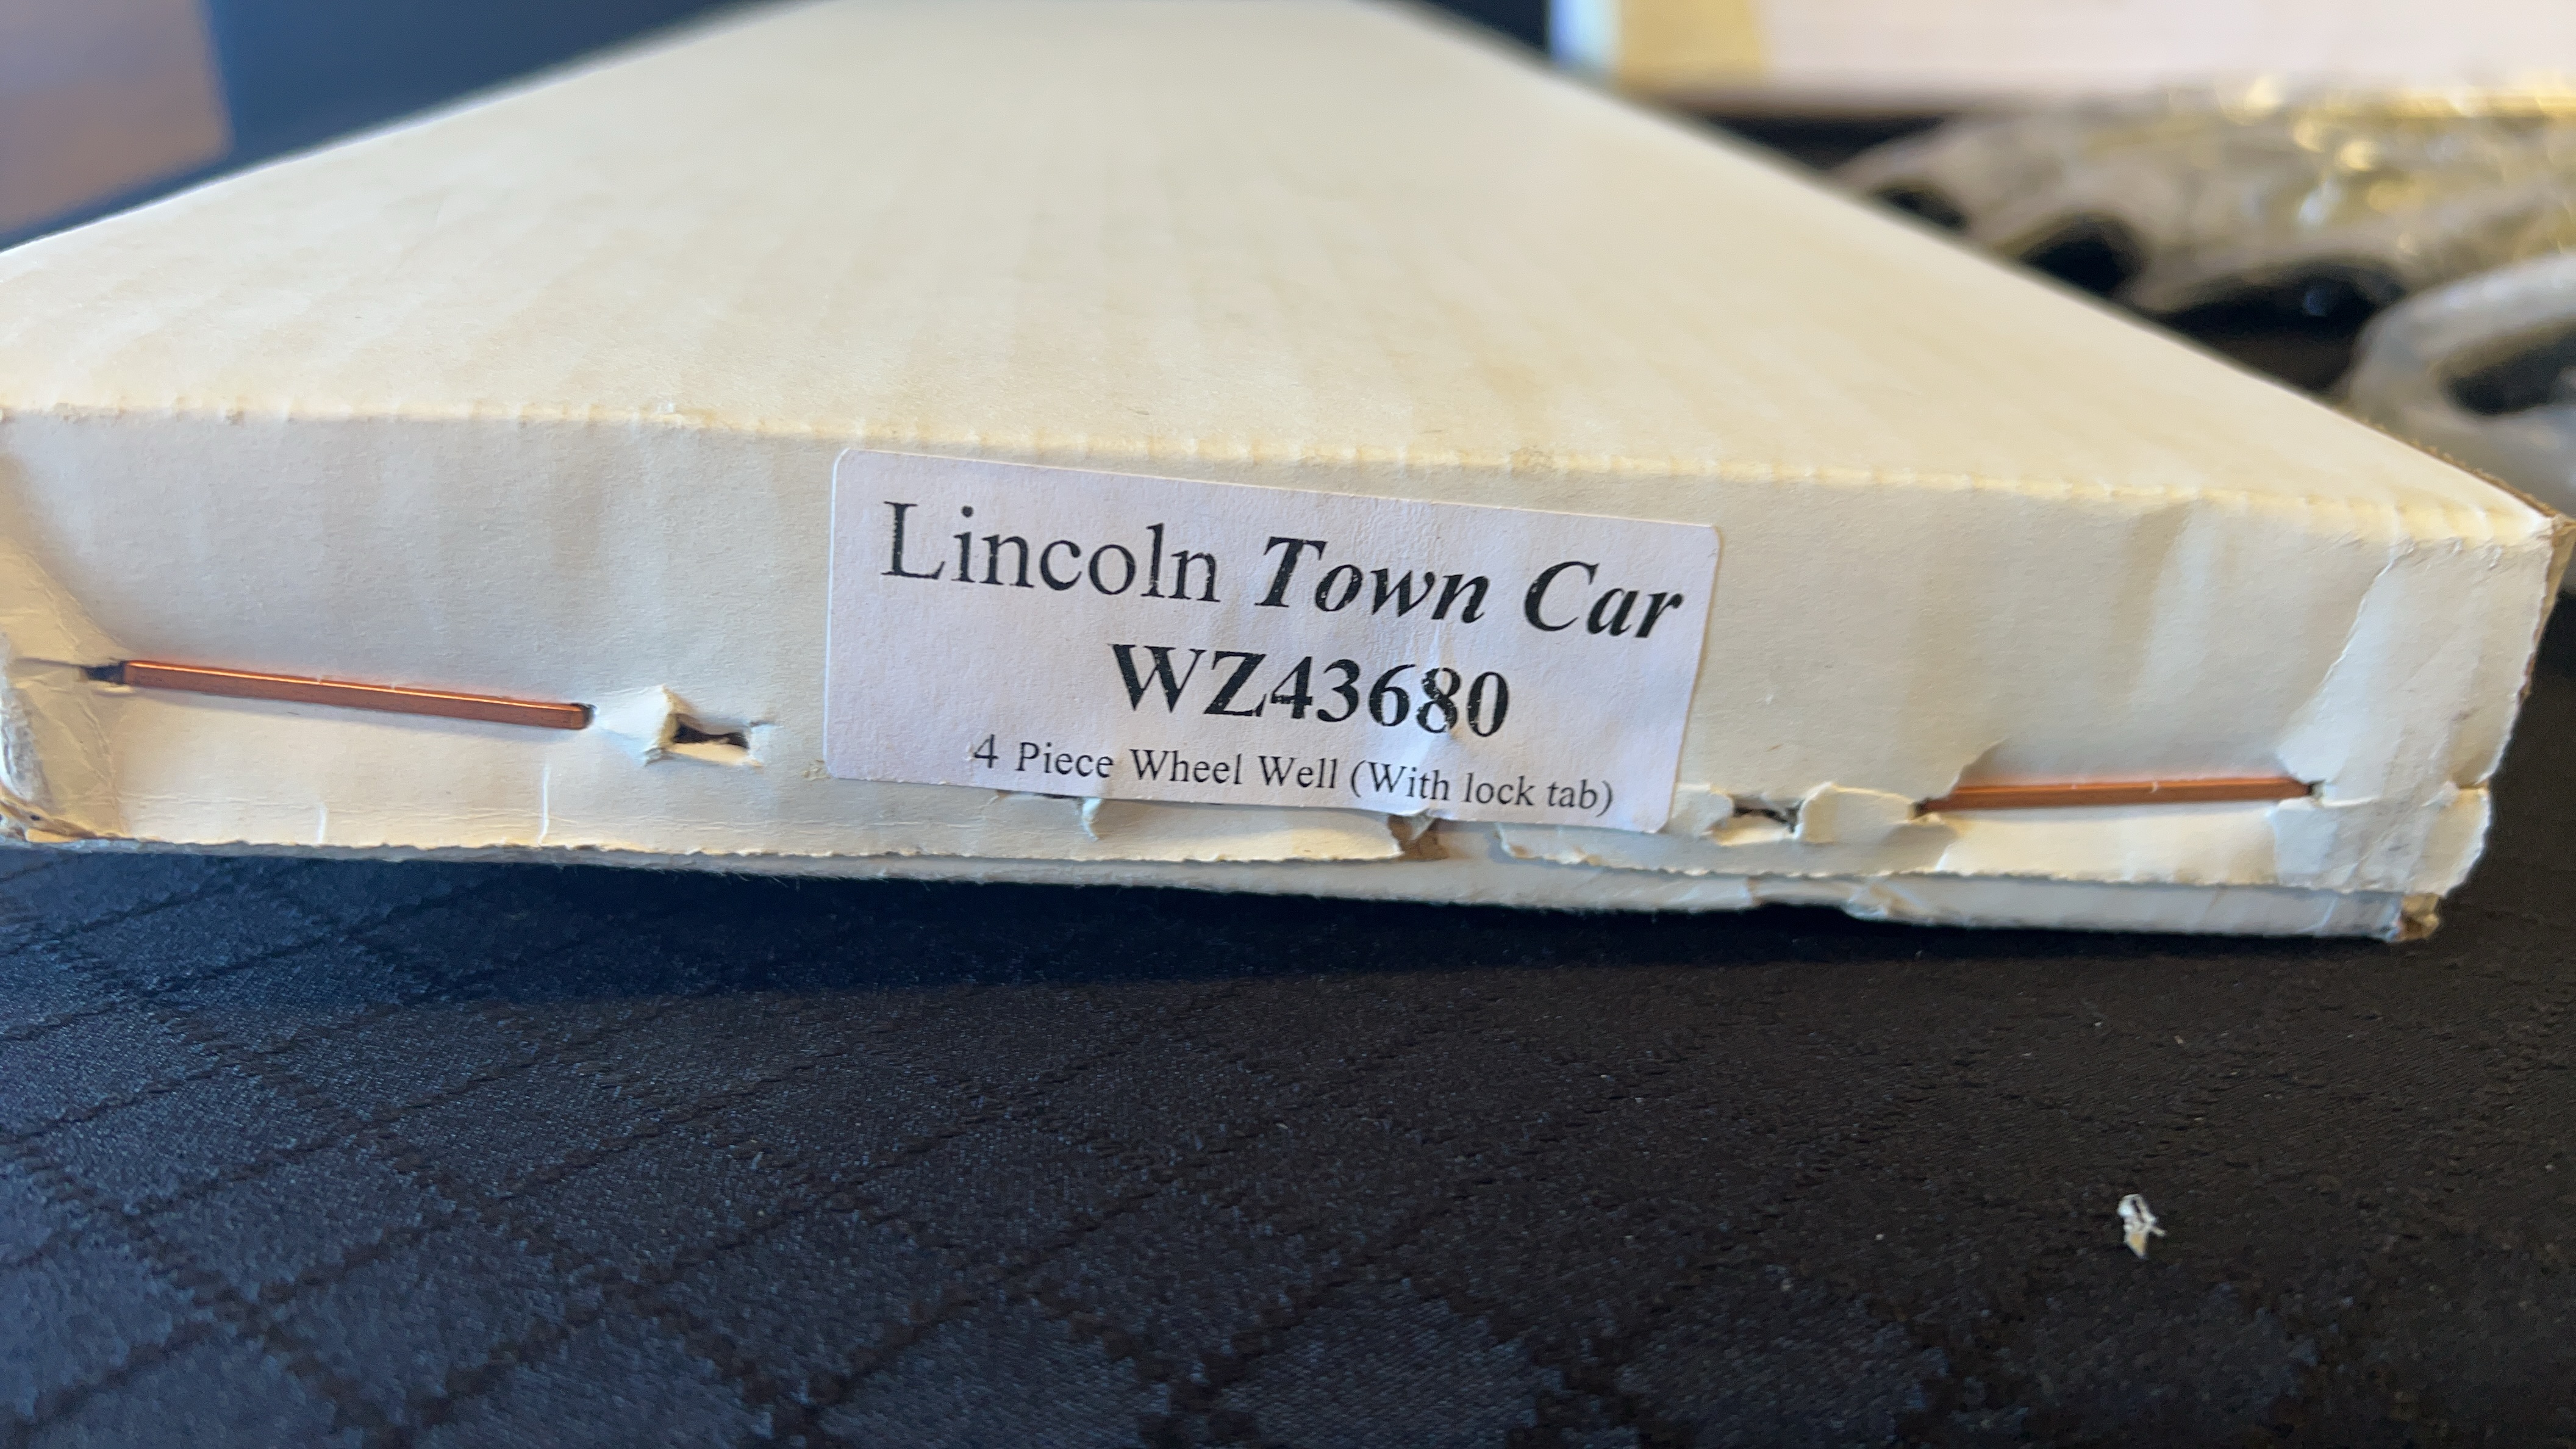 Lincoln Town Car
WZ43680
4 Piece Wheel Well (With lock tab)